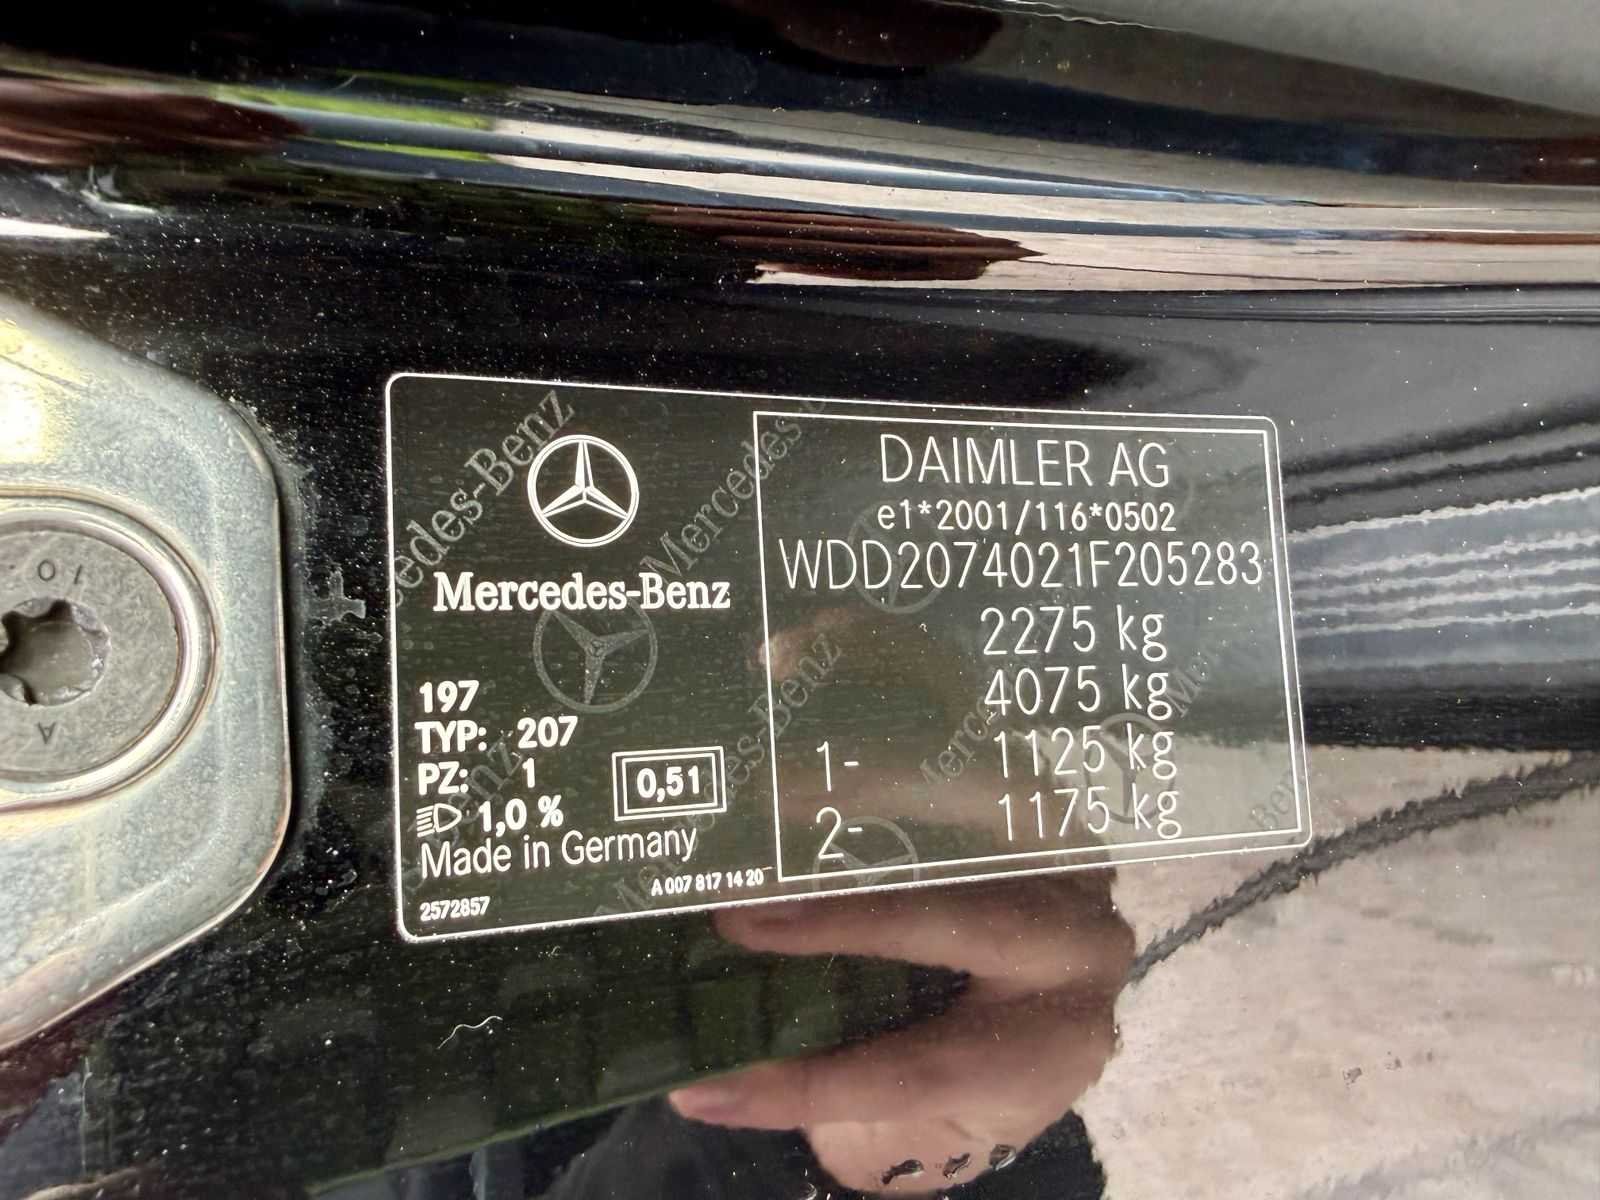 Mercedes-Benz
197
TYP: 207
PZ: 1
1,0 %
0,51
Made in Germany
A 007 817 14 20
2572857
DAIMLER AG
e1*2001/116*0502
WDD2074021F205283
2275 kg
4075 kg
1- 1125 kg
2- 1175 kg
10
A